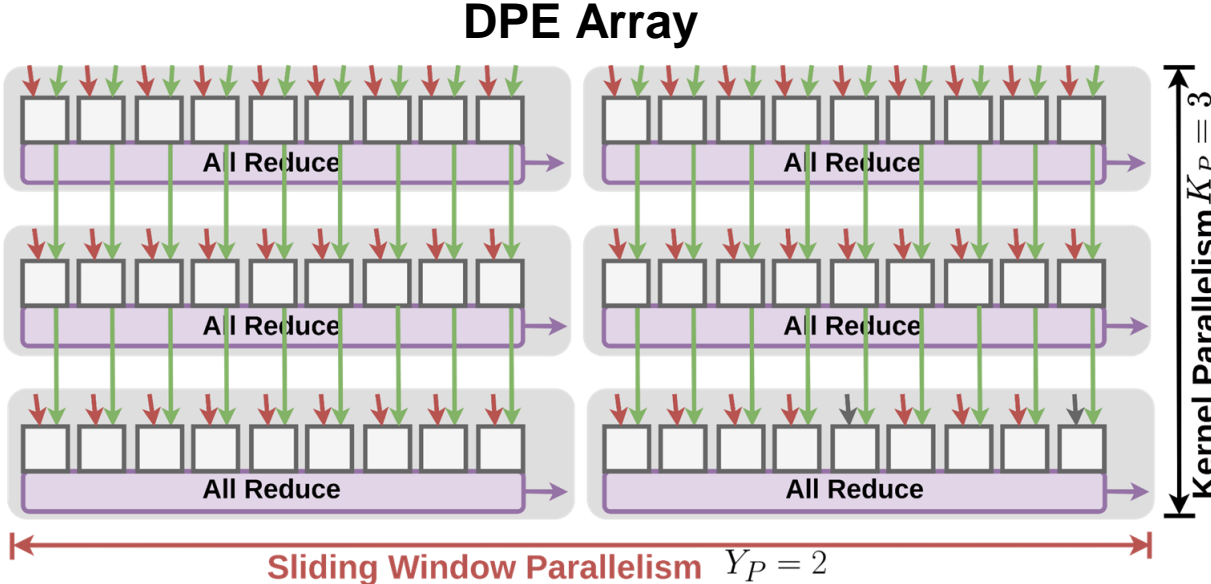 DPE Array
All Reduce
All Reduce
All Reduce
All Reduce
All Reduce
All Reduce
Kernel Parallelism K_P = 3
Sliding Window Parallelism Y_P = 2